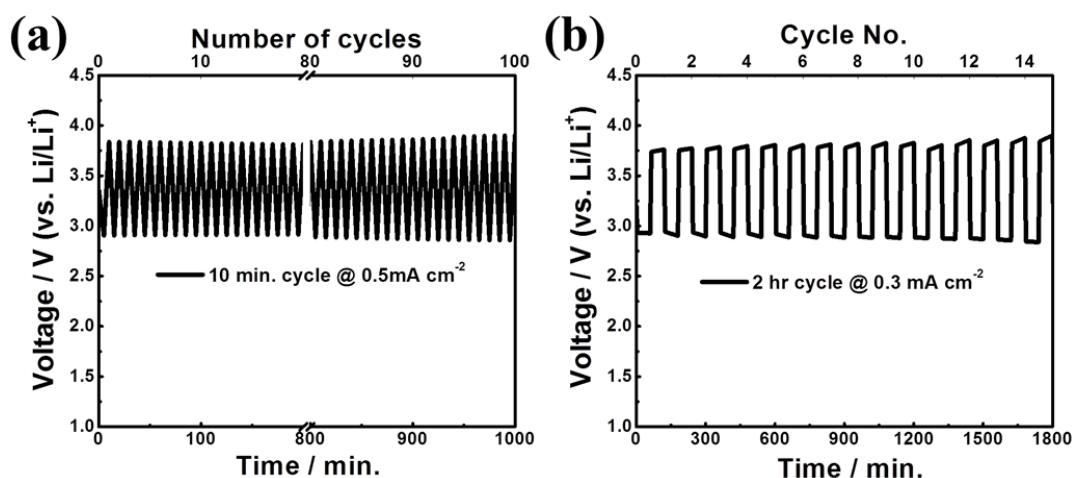 (a)
Number of cycles
0 10 80 90 100
4.5
4.0
3.5
3.0
2.5
2.0
1.5
1.0
Voltage / V (vs. Li/Li⁺)
10 min. cycle @ 0.5mA cm⁻²
0 100 800 900 1000
Time / min.
(b)
Cycle No.
0 2 4 6 8 10 12 14
4.5
4.0
3.5
3.0
2.5
2.0
1.5
1.0
Voltage / V (vs. Li/Li⁺)
2 hr cycle @ 0.3 mA cm⁻²
0 300 600 900 1200 1500 1800
Time / min.